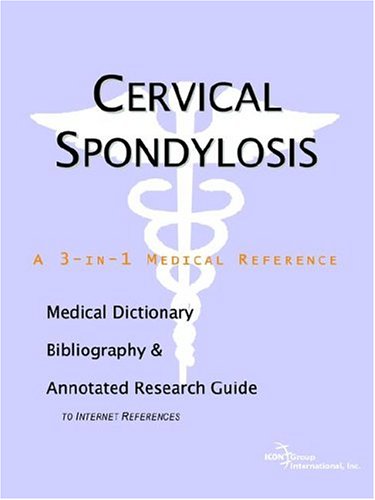 CERVICAL
SPONDYLOSIS
A 3-IN-1 MEDICAL REFERENCE
Medical Dictionary
Bibliography &
Annotated Research Guide
TO INTERNET REFERENCES
ICON Group
International, Inc.